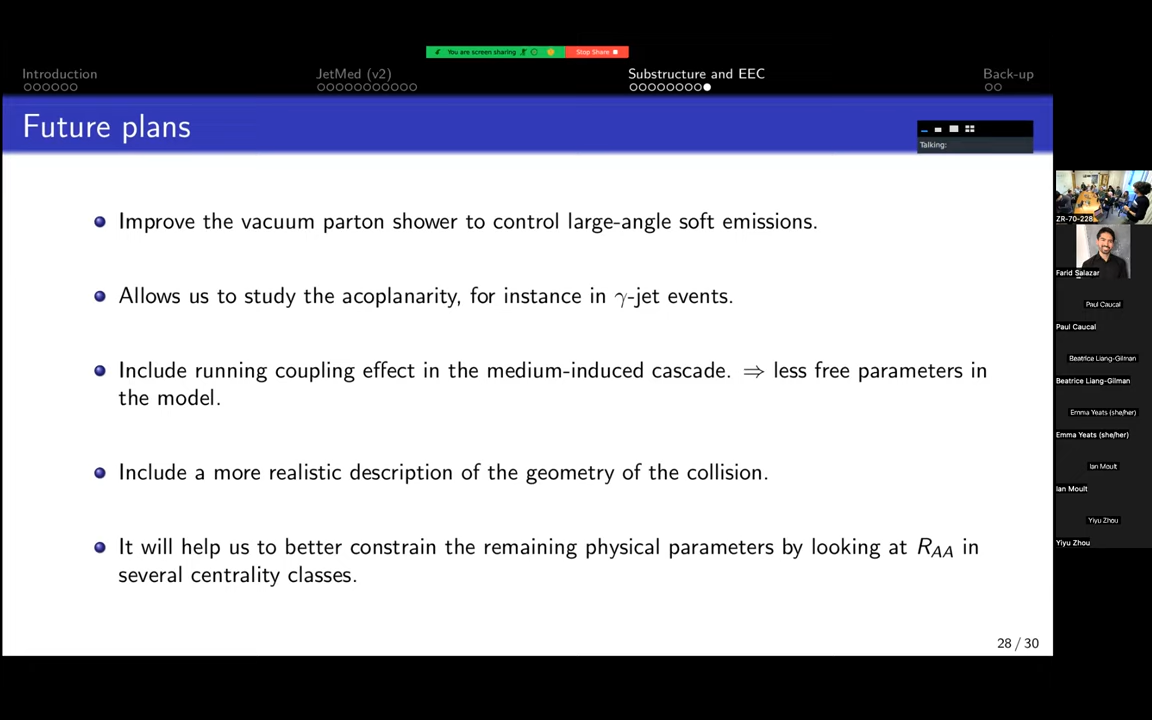 You are screen sharing
Stop Share
Introduction
JetMed (v2)
Substructure and EEC
Back-up
Future plans
Talking:
Improve the vacuum parton shower to control large-angle soft emissions.
Allows us to study the acoplanarity, for instance in γ-jet events.
Include running coupling effect in the medium-induced cascade. ⇒ less free parameters in
the model.
Include a more realistic description of the geometry of the collision.
It will help us to better constrain the remaining physical parameters by looking at R_AA in
several centrality classes.
28 / 30
ZR-70-228
Farid Salazar
Paul Caucal
Paul Caucal
Beatrice Liang-Gilman
Beatrice Liang-Gilman
Emma Yeats (she/her)
Emma Yeats (she/her)
Ian Moult
Ian Moult
Yiyu Zhou
Yiyu Zhou